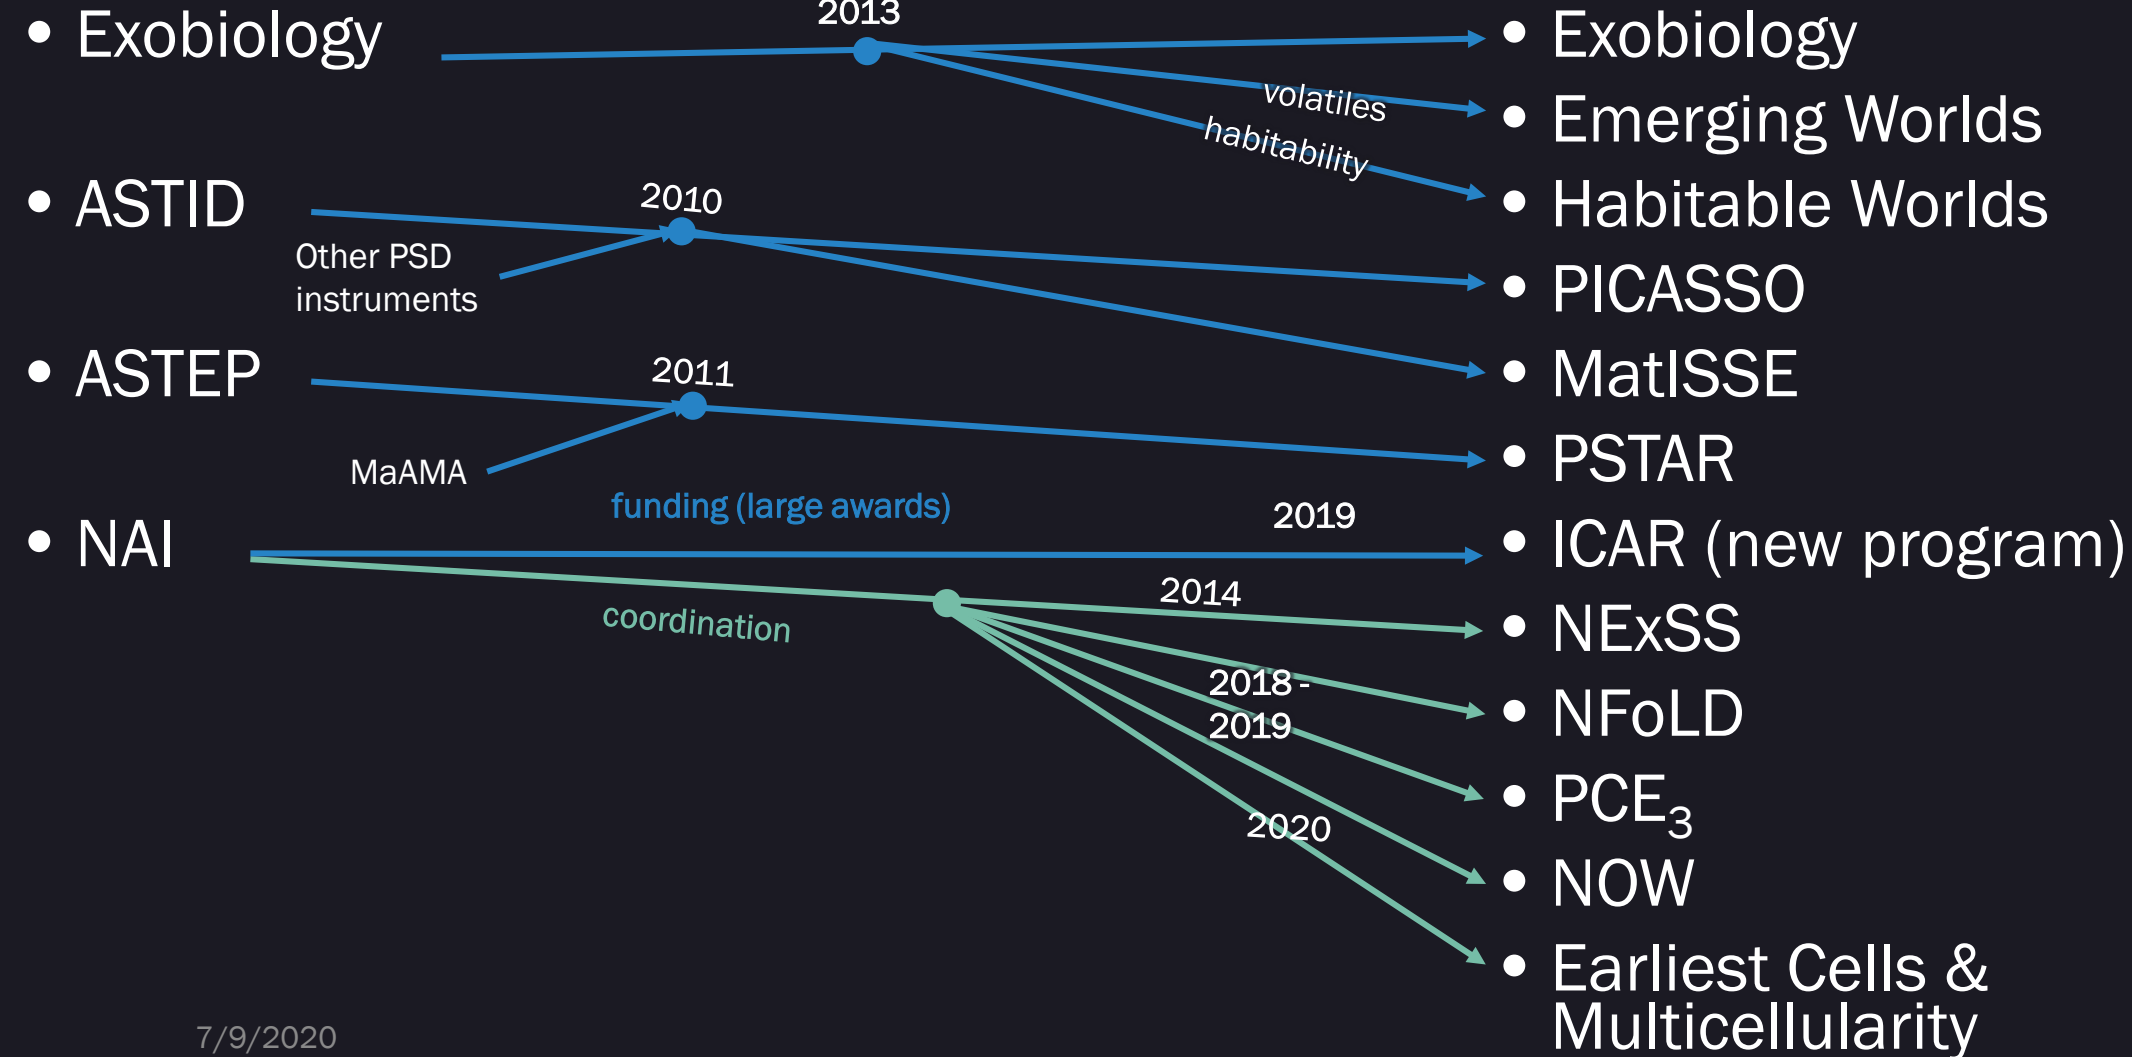 2013
• Exobiology
• Exobiology
volatiles
• Emerging Worlds
habitability
• ASTID
2010
• Habitable Worlds
Other PSD
instruments
• PICASSO
• ASTEP
2011
• MatISSE
MaAMA
• PSTAR
funding (large awards)
2019
• NAI
• ICAR (new program)
2014
coordination
• NExSS
2018 -
2019
• NFoLD
• PCE₃
2020
• NOW
• Earliest Cells &
Multicellularity
7/9/2020